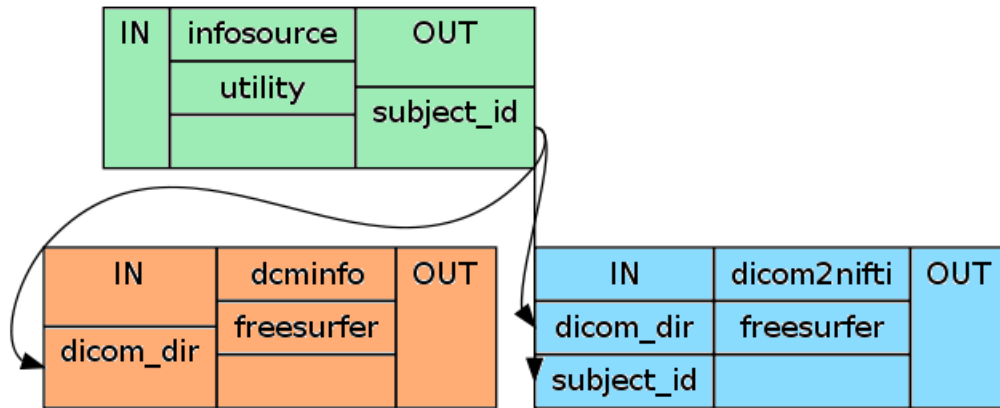 IN infosource OUT
utility
subject_id
IN dcminfo OUT
freesurfer
dicom_dir
IN dicom2nifti OUT
dicom_dir freesurfer
subject_id